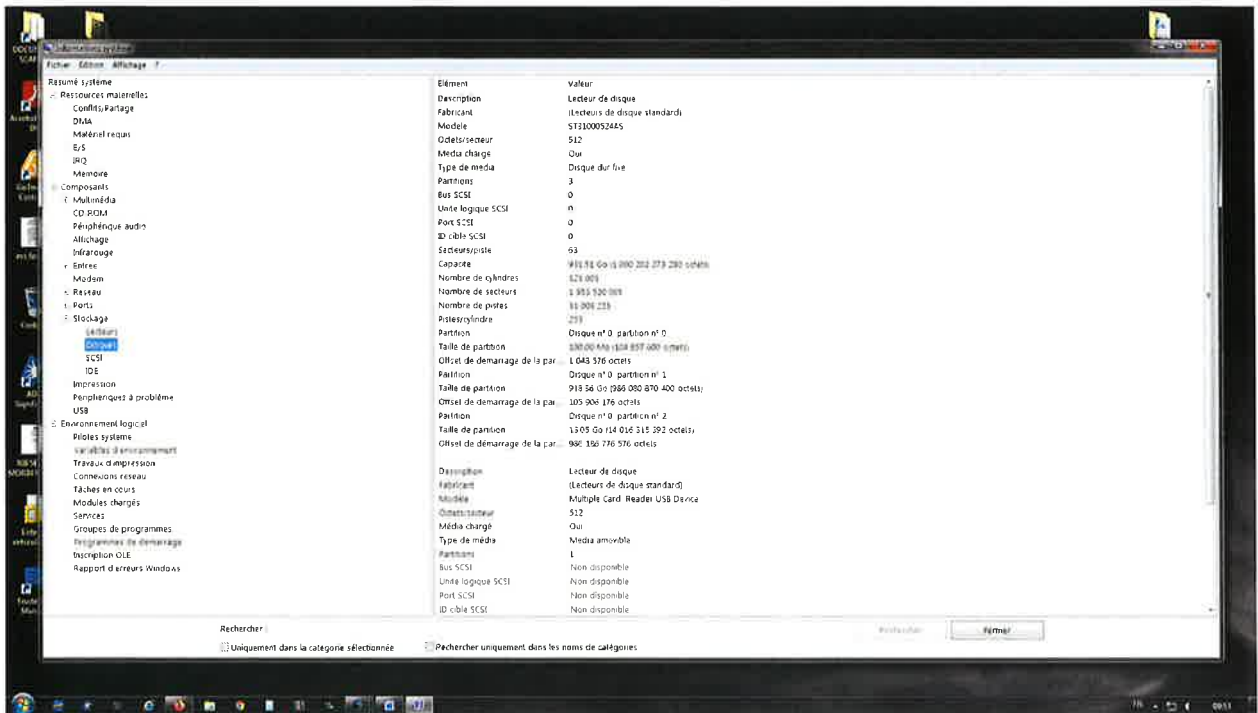 Informations système
Fichier Edition Affichage ?
Résumé système
Ressources matérielles
Conflits/Partage
DMA
Matériel requis
E/S
IRQ
Mémoire
Composants
Multimédia
CD-ROM
Périphérique audio
Affichage
Infrarouge
Entrée
Modem
Réseau
Ports
Stockage
Lecteurs
Disques
SCSI
IDE
Impression
Périphériques à problème
USB
Environnement logiciel
Pilotes système
Variables d'environnement
Travaux d'impression
Connexions réseau
Tâches en cours
Modules chargés
Services
Groupes de programmes
Programmes de démarrage
Inscription OLE
Rapport d'erreurs Windows
Elément Valeur
Description Lecteur de disque
Fabricant (Lecteurs de disque standard)
Modèle ST31000524AS
Octets/secteur 512
Média chargé Oui
Type de média Disque dur fixe
Partitions 3
Bus SCSI 0
Unité logique SCSI 0
Port SCSI 0
ID cible SCSI 0
Secteurs/piste 63
Capacité
Nombre de cylindres
Nombre de secteurs
Nombre de pistes
Pistes/cylindre 255
Partition Disque n° 0, partition n° 0
Taille de partition 100,00 Mo (104 857 600 octets)
Offset de démarrage de la par... 1 048 576 octets
Partition Disque n° 0, partition n° 1
Taille de partition 918,36 Go (986 080 870 400 octets)
Offset de démarrage de la par... 105 906 176 octets
Partition Disque n° 0, partition n° 2
Taille de partition 13,05 Go (14 016 315 392 octets)
Offset de démarrage de la par... 986 186 776 576 octets
Description Lecteur de disque
Fabricant (Lecteurs de disque standard)
Modèle Multiple Card Reader USB Device
Octets/secteur 512
Média chargé Oui
Type de média Média amovible
Partitions 1
Bus SCSI Non disponible
Unité logique SCSI Non disponible
Port SCSI Non disponible
ID cible SCSI Non disponible
Rechercher :
Rechercher Fermer
Uniquement dans la catégorie sélectionnée Rechercher uniquement dans les noms de catégories
FR 09:53